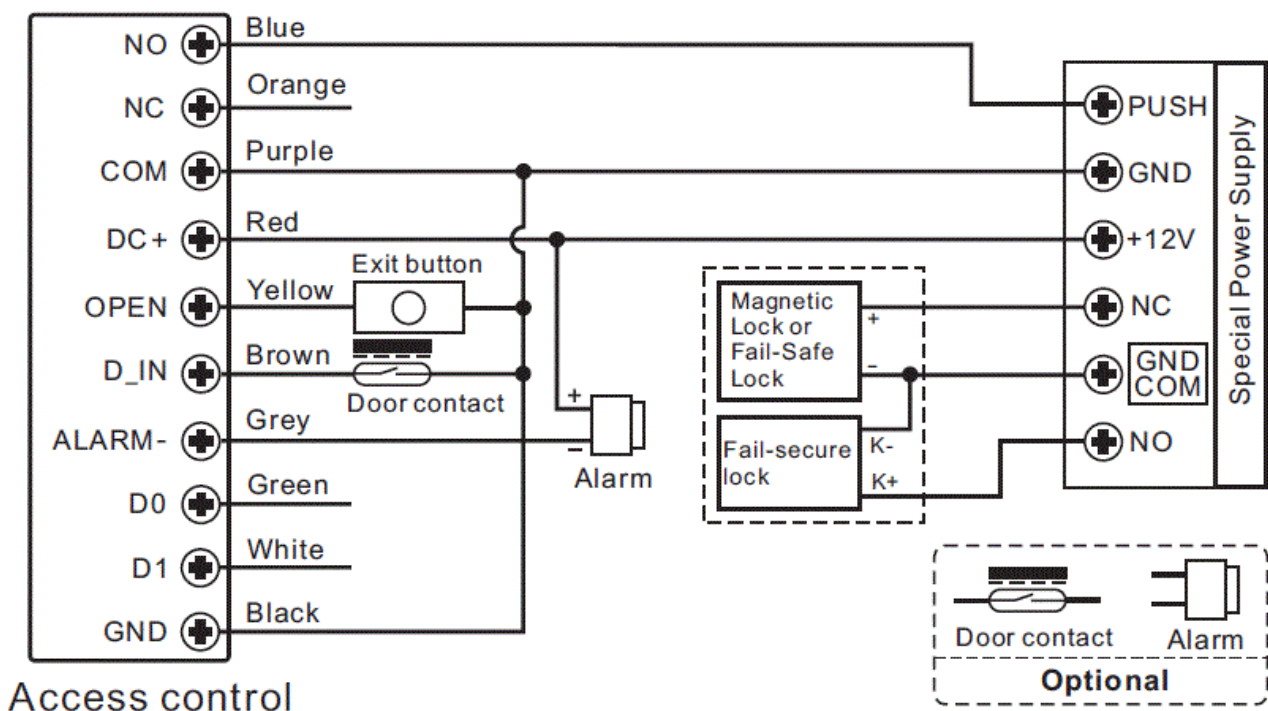 NO Blue
NC Orange
COM Purple
DC+ Red
OPEN Yellow
Exit button
D_IN Brown
Door contact
ALARM- Grey
+
–
Alarm
D0 Green
D1 White
GND Black
Access control
Magnetic
Lock or
Fail-Safe
Lock
+
-
Fail-secure
lock
K-
K+
PUSH
GND
+12V
NC
GND
COM
NO
Special Power Supply
Door contact
Alarm
Optional